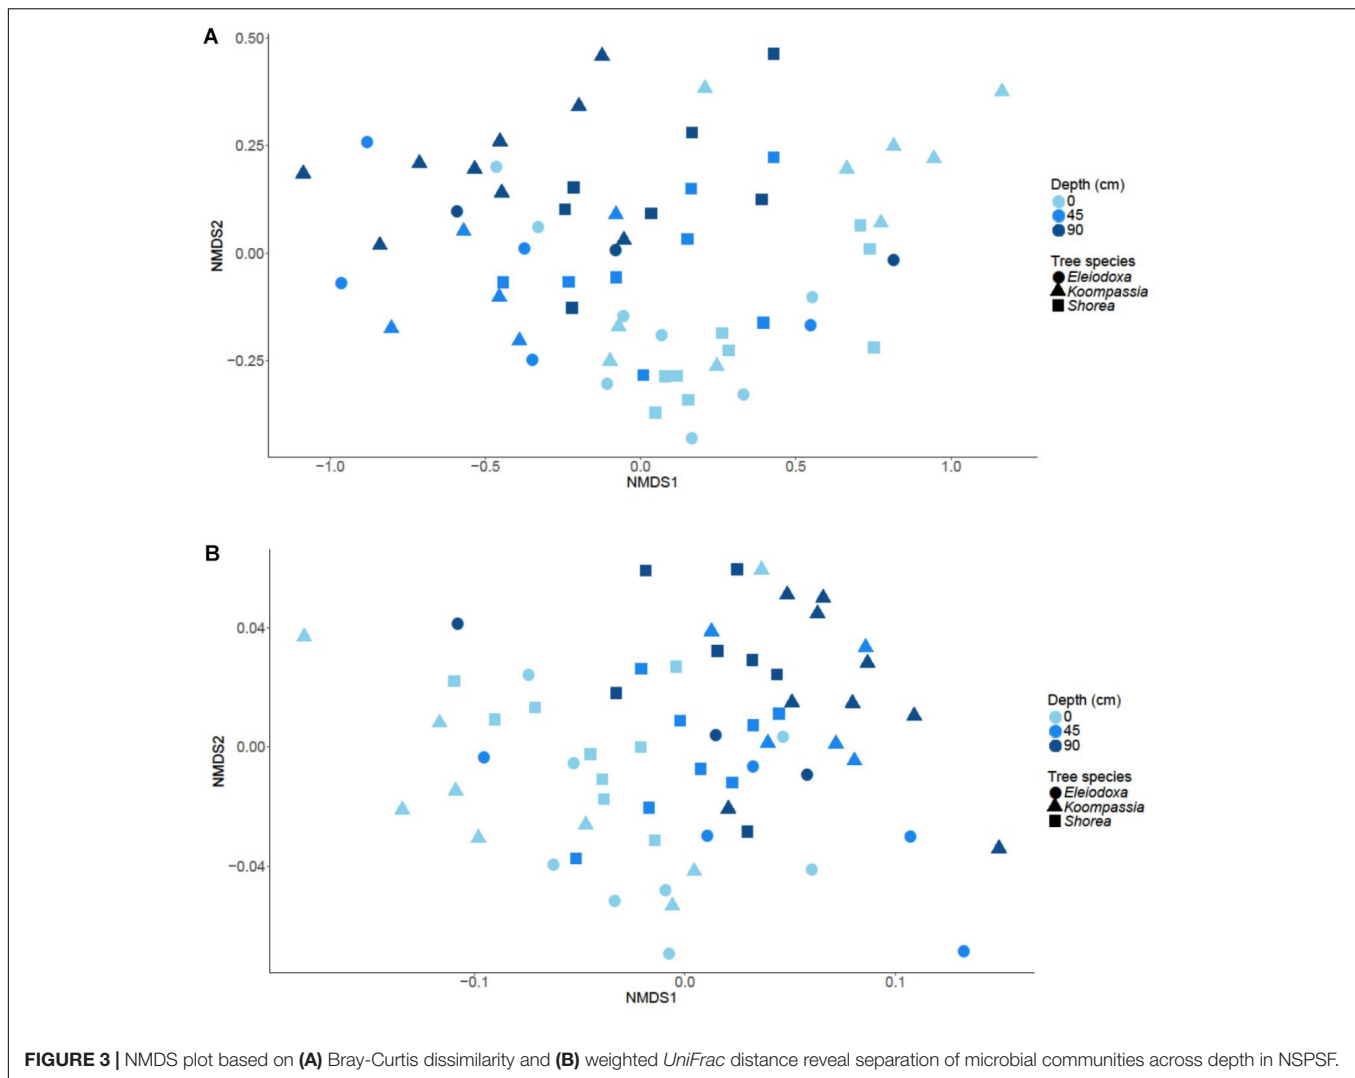 A
0.50
0.25
0.00
−0.25
NMDS2
−1.0 −0.5 0.0 0.5 1.0
NMDS1
Depth (cm)
0
45
90
Tree species
Eleiodoxa
Koompassia
Shorea
B
0.04
0.00
−0.04
NMDS2
−0.1 0.0 0.1
NMDS1
Depth (cm)
0
45
90
Tree species
Eleiodoxa
Koompassia
Shorea
FIGURE 3 | NMDS plot based on (A) Bray-Curtis dissimilarity and (B) weighted UniFrac distance reveal separation of microbial communities across depth in NSPSF.